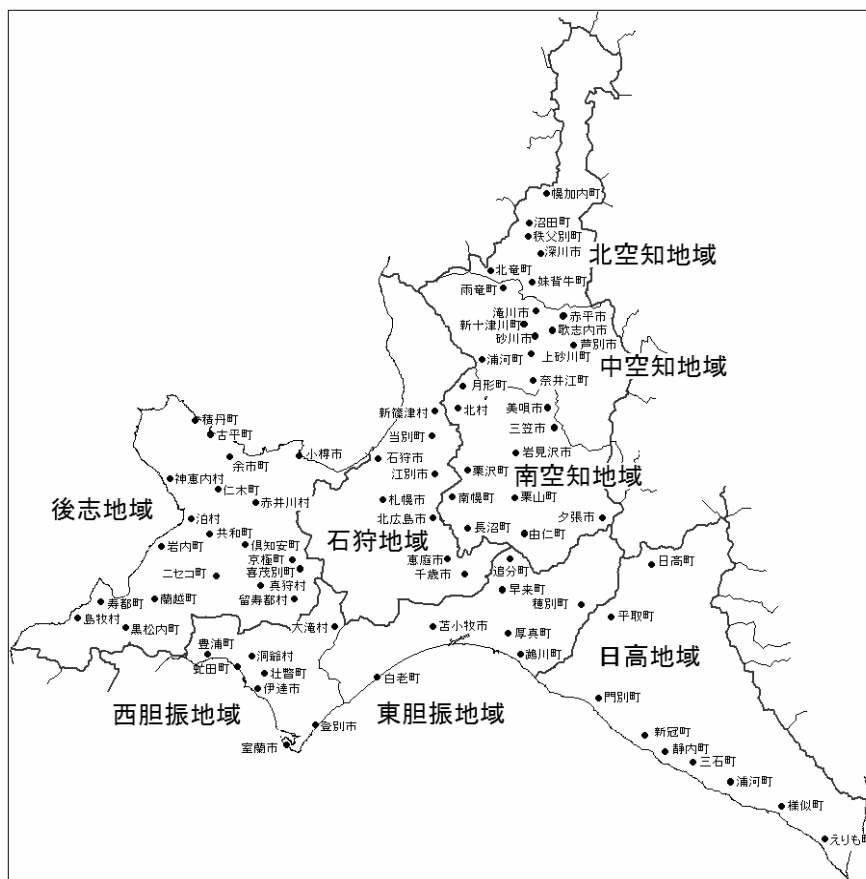 幌加内町
沼田町
秩父別町
深川市
北空知地域
北竜町
妹背牛町
雨竜町
滝川市
赤平市
新十津川町
歌志内市
砂川市
芦別市
浦河町
上砂川町
中空知地域
月形町
奈井江町
新篠津村
北村
美唄市
積丹町
三笠市
古平町
当別町
小樽市
余市町
石狩市
岩見沢市
江別市
栗沢町
南空知地域
神恵内村
仁木町
赤井川村
札幌市
南幌町
栗山町
後志地域
泊村
北広島市
夕張市
共和町
石狩地域
長沼町
由仁町
岩内町
倶知安町
京極町
恵庭市
追分町
日高町
喜茂別町
千歳市
ニセコ町
真狩村
早来町
寿都町
蘭越町
留寿都村
穂別町
島牧村
平取町
黒松内町
大滝村
苫小牧市
厚真町
豊浦町
洞爺村
鵡川町
日高地域
虻田町
壮瞥町
白老町
伊達市
門別町
西胆振地域
東胆振地域
登別市
新冠町
室蘭市
静内町
三石町
浦河町
様似町
えりも町